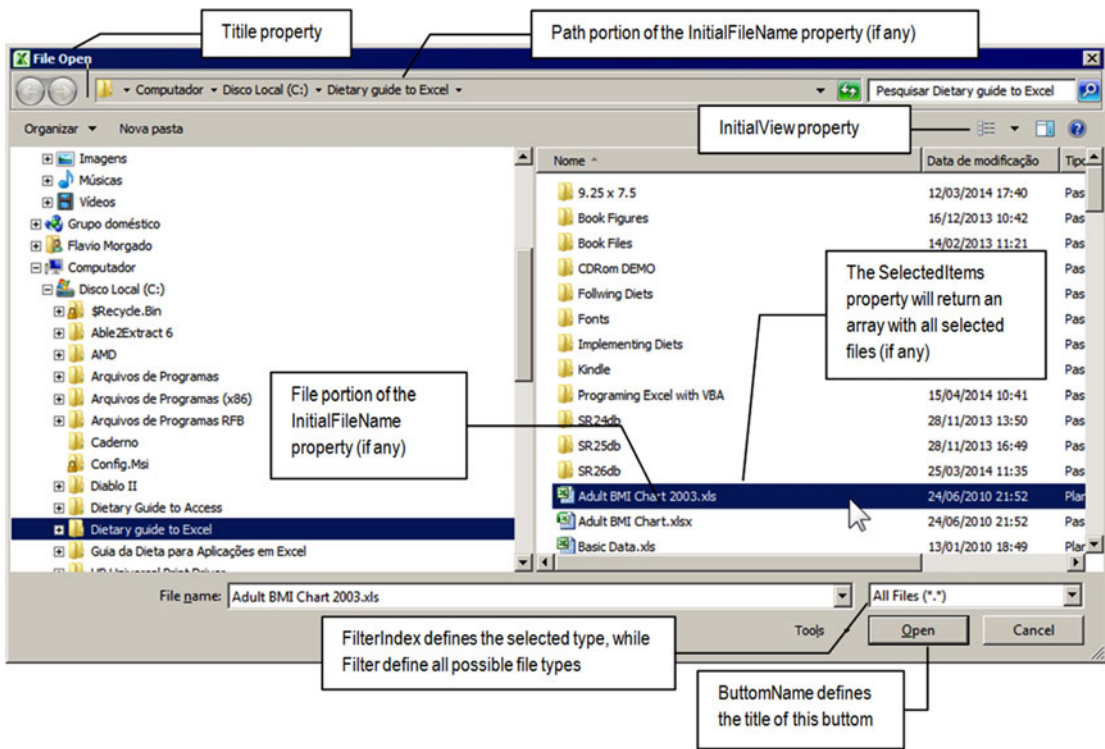 Titile property
Path portion of the InitialFileName property (if any)
File Open
Computador
Disco Local (C:)
Dietary guide to Excel
Pesquisar Dietary guide to Excel
Organizar
Nova pasta
InitialView property
Imagens
Músicas
Vídeos
Grupo doméstico
Flavio Morgado
Computador
Disco Local (C:)
$Recycle.Bin
Able2Extract 6
AMD
Arquivos de Programas
Arquivos de Programas (x86)
Arquivos de Programas RFB
Caderno
Config.Msi
Diablo II
Dietary Guide to Access
Dietary guide to Excel
Guia da Dieta para Aplicações em Excel
File portion of the
InitialFileName
property (if any)
Nome
Data de modificação
Tipo
9.25 x 7.5
12/03/2014 17:40
Pas
Book Figures
16/12/2013 10:42
Pas
Book Files
14/02/2013 11:21
Pas
CDRom DEMO
Pas
Follwing Diets
Pas
Fonts
Pas
Implementing Diets
Pas
Kindle
Pas
Programing Excel with VBA
15/04/2014 10:41
Pas
SR24db
28/11/2013 13:50
Pas
SR25db
28/11/2013 16:49
Pas
SR26db
25/03/2014 11:35
Pas
Adult BMI Chart 2003.xls
24/06/2010 21:52
Plar
Adult BMI Chart.xlsx
24/06/2010 21:52
Pas
Basic Data.xls
13/01/2010 18:49
Plar
The SelectedItems
property will return an
array with all selected
files (if any)
File name:
Adult BMI Chart 2003.xls
All Files (*.*)
Tools
Open
Cancel
FilterIndex defines the selected type, while
Filter define all possible file types
ButtomName defines
the title of this buttom